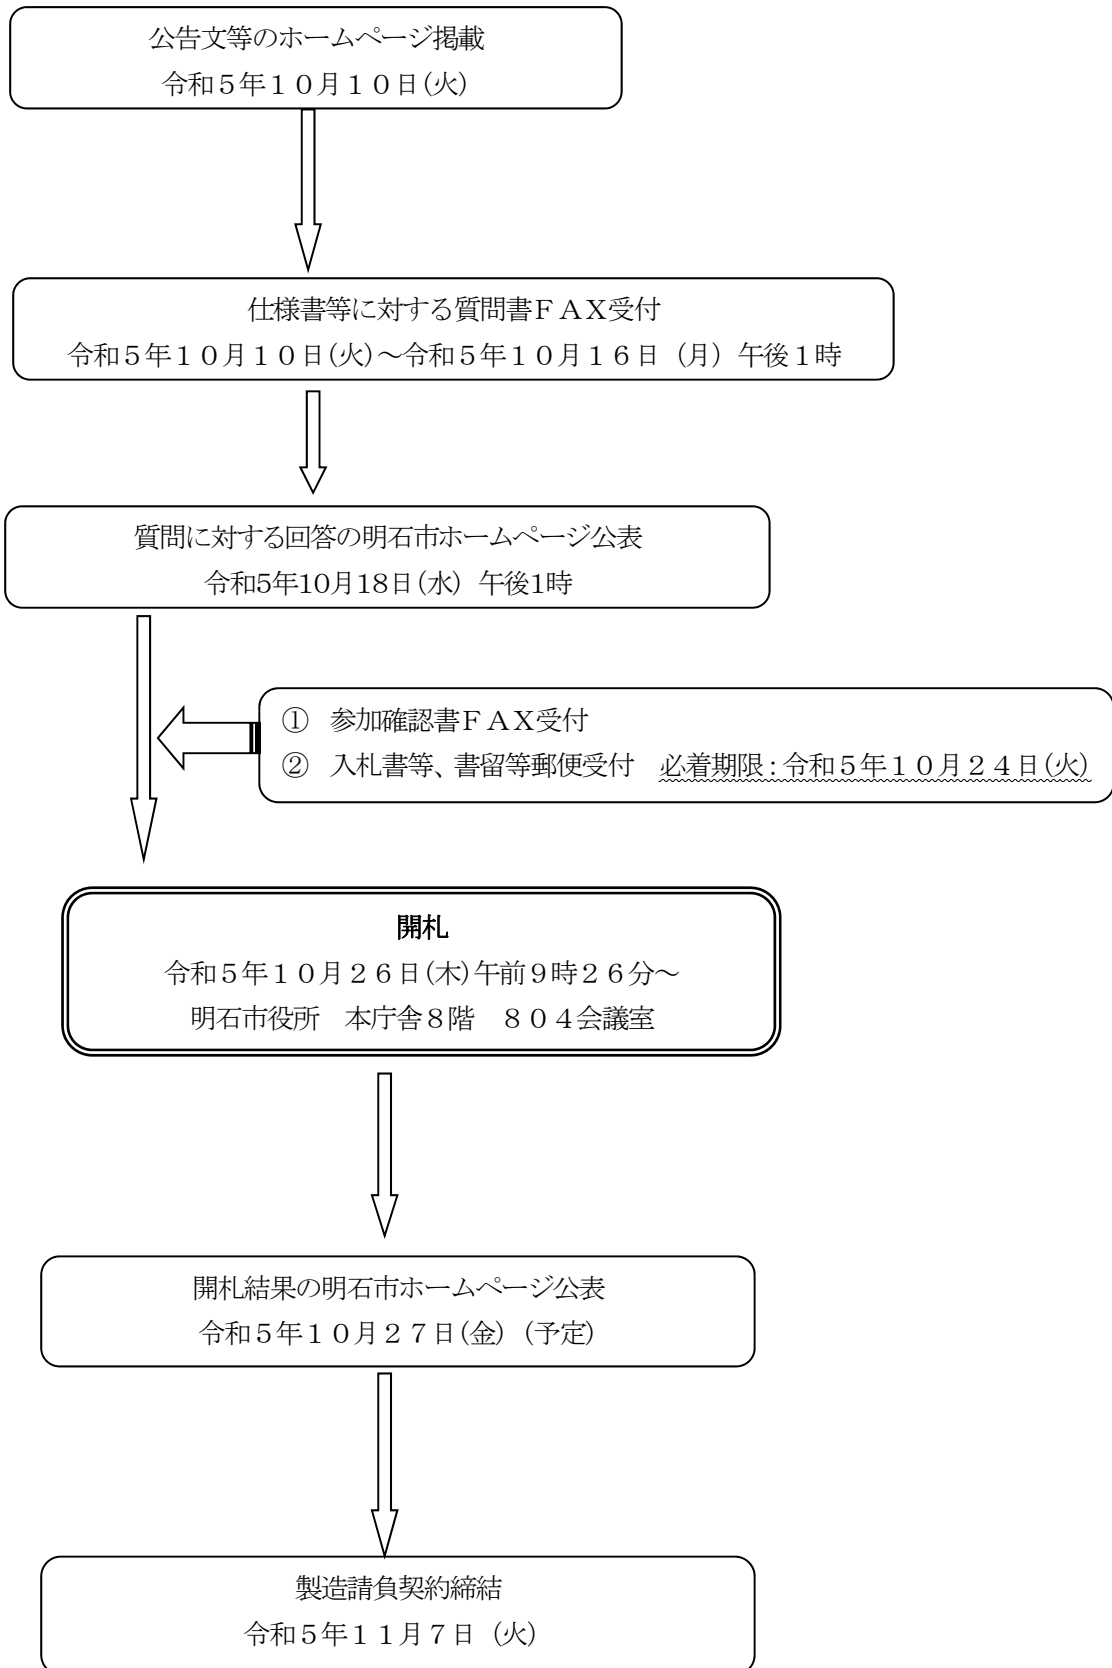 公告文等のホームページ掲載
令和５年１０月１０日(火)
仕様書等に対する質問書ＦＡＸ受付
令和５年１０月１０日(火)～令和５年１０月１６日（月）午後１時
質問に対する回答の明石市ホームページ公表
令和5年10月18日(水) 午後1時
①　参加確認書ＦＡＸ受付
②　入札書等、書留等郵便受付　必着期限：令和５年１０月２４日(火)
開札
令和５年１０月２６日(木)午前９時２６分～
明石市役所　本庁舎８階　８０４会議室
開札結果の明石市ホームページ公表
令和５年１０月２７日(金)（予定）
製造請負契約締結
令和５年１１月７日（火）